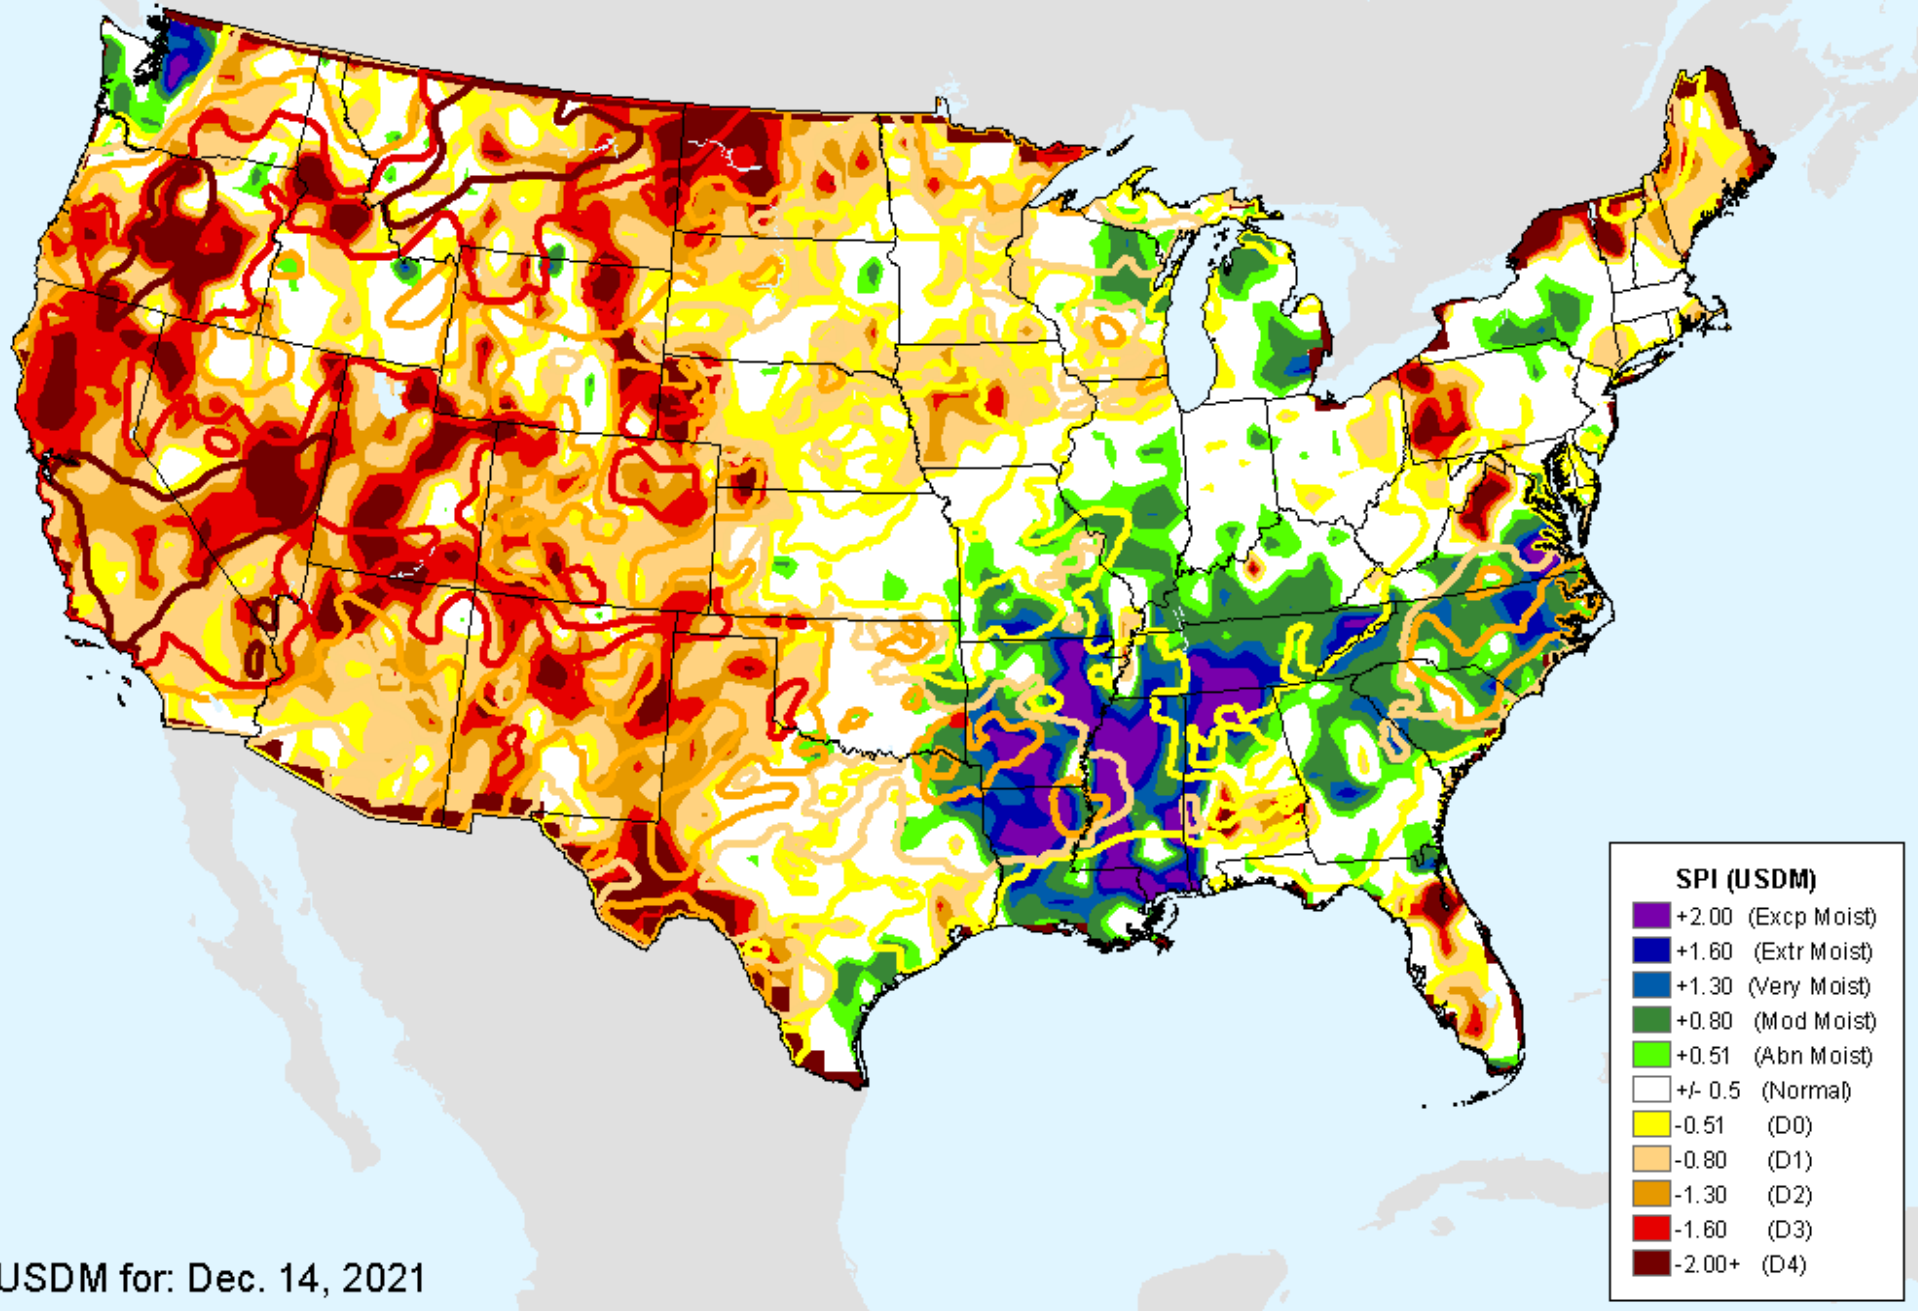 SPI (USDM)
+2.00 (Excp Moist)
+1.60 (Extr Moist)
+1.30 (Very Moist)
+0.80 (Mod Moist)
+0.51 (Abn Moist)
+/- 0.5 (Normal)
-0.51 (D0)
-0.80 (D1)
-1.30 (D2)
-1.60 (D3)
-2.00+ (D4)
USDM for: Dec. 14, 2021